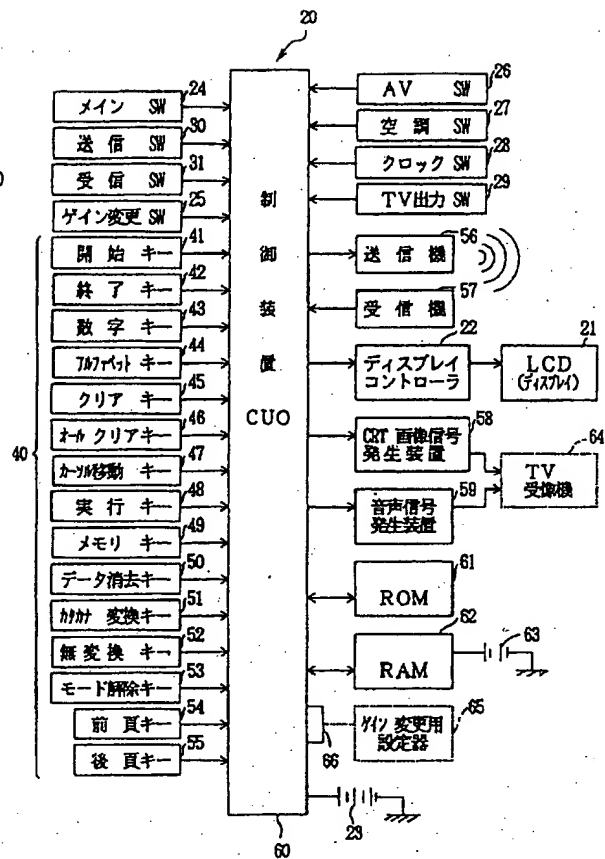 20
24
メイン SW
30
送信 SW
31
受信 SW
25
ゲイン変更 SW
41
開始 キー
42
終了 キー
43
数字 キー
44
アルファベット キー
45
クリア キー
46
オール クリア キー
47
カーソル移動 キー
48
実行 キー
49
メモリ キー
50
データ消去キー
51
カタカナ 変換キー
52
無変換 キー
53
モード解除キー
54
前頁キー
55
後頁キー
40
制御装置
CUO
60
26
AV SW
27
空調 SW
28
クロック SW
29
TV出力 SW
56
送信機
57
受信機
22
ディスプレイ
コントローラ
21
LCD
(ディスプレイ)
58
CRT 画像信号
発生装置
64
TV
受像機
59
音声信号
発生装置
61
ROM
62
RAM
63
66
ゲイン 変更用
設定器
65
23